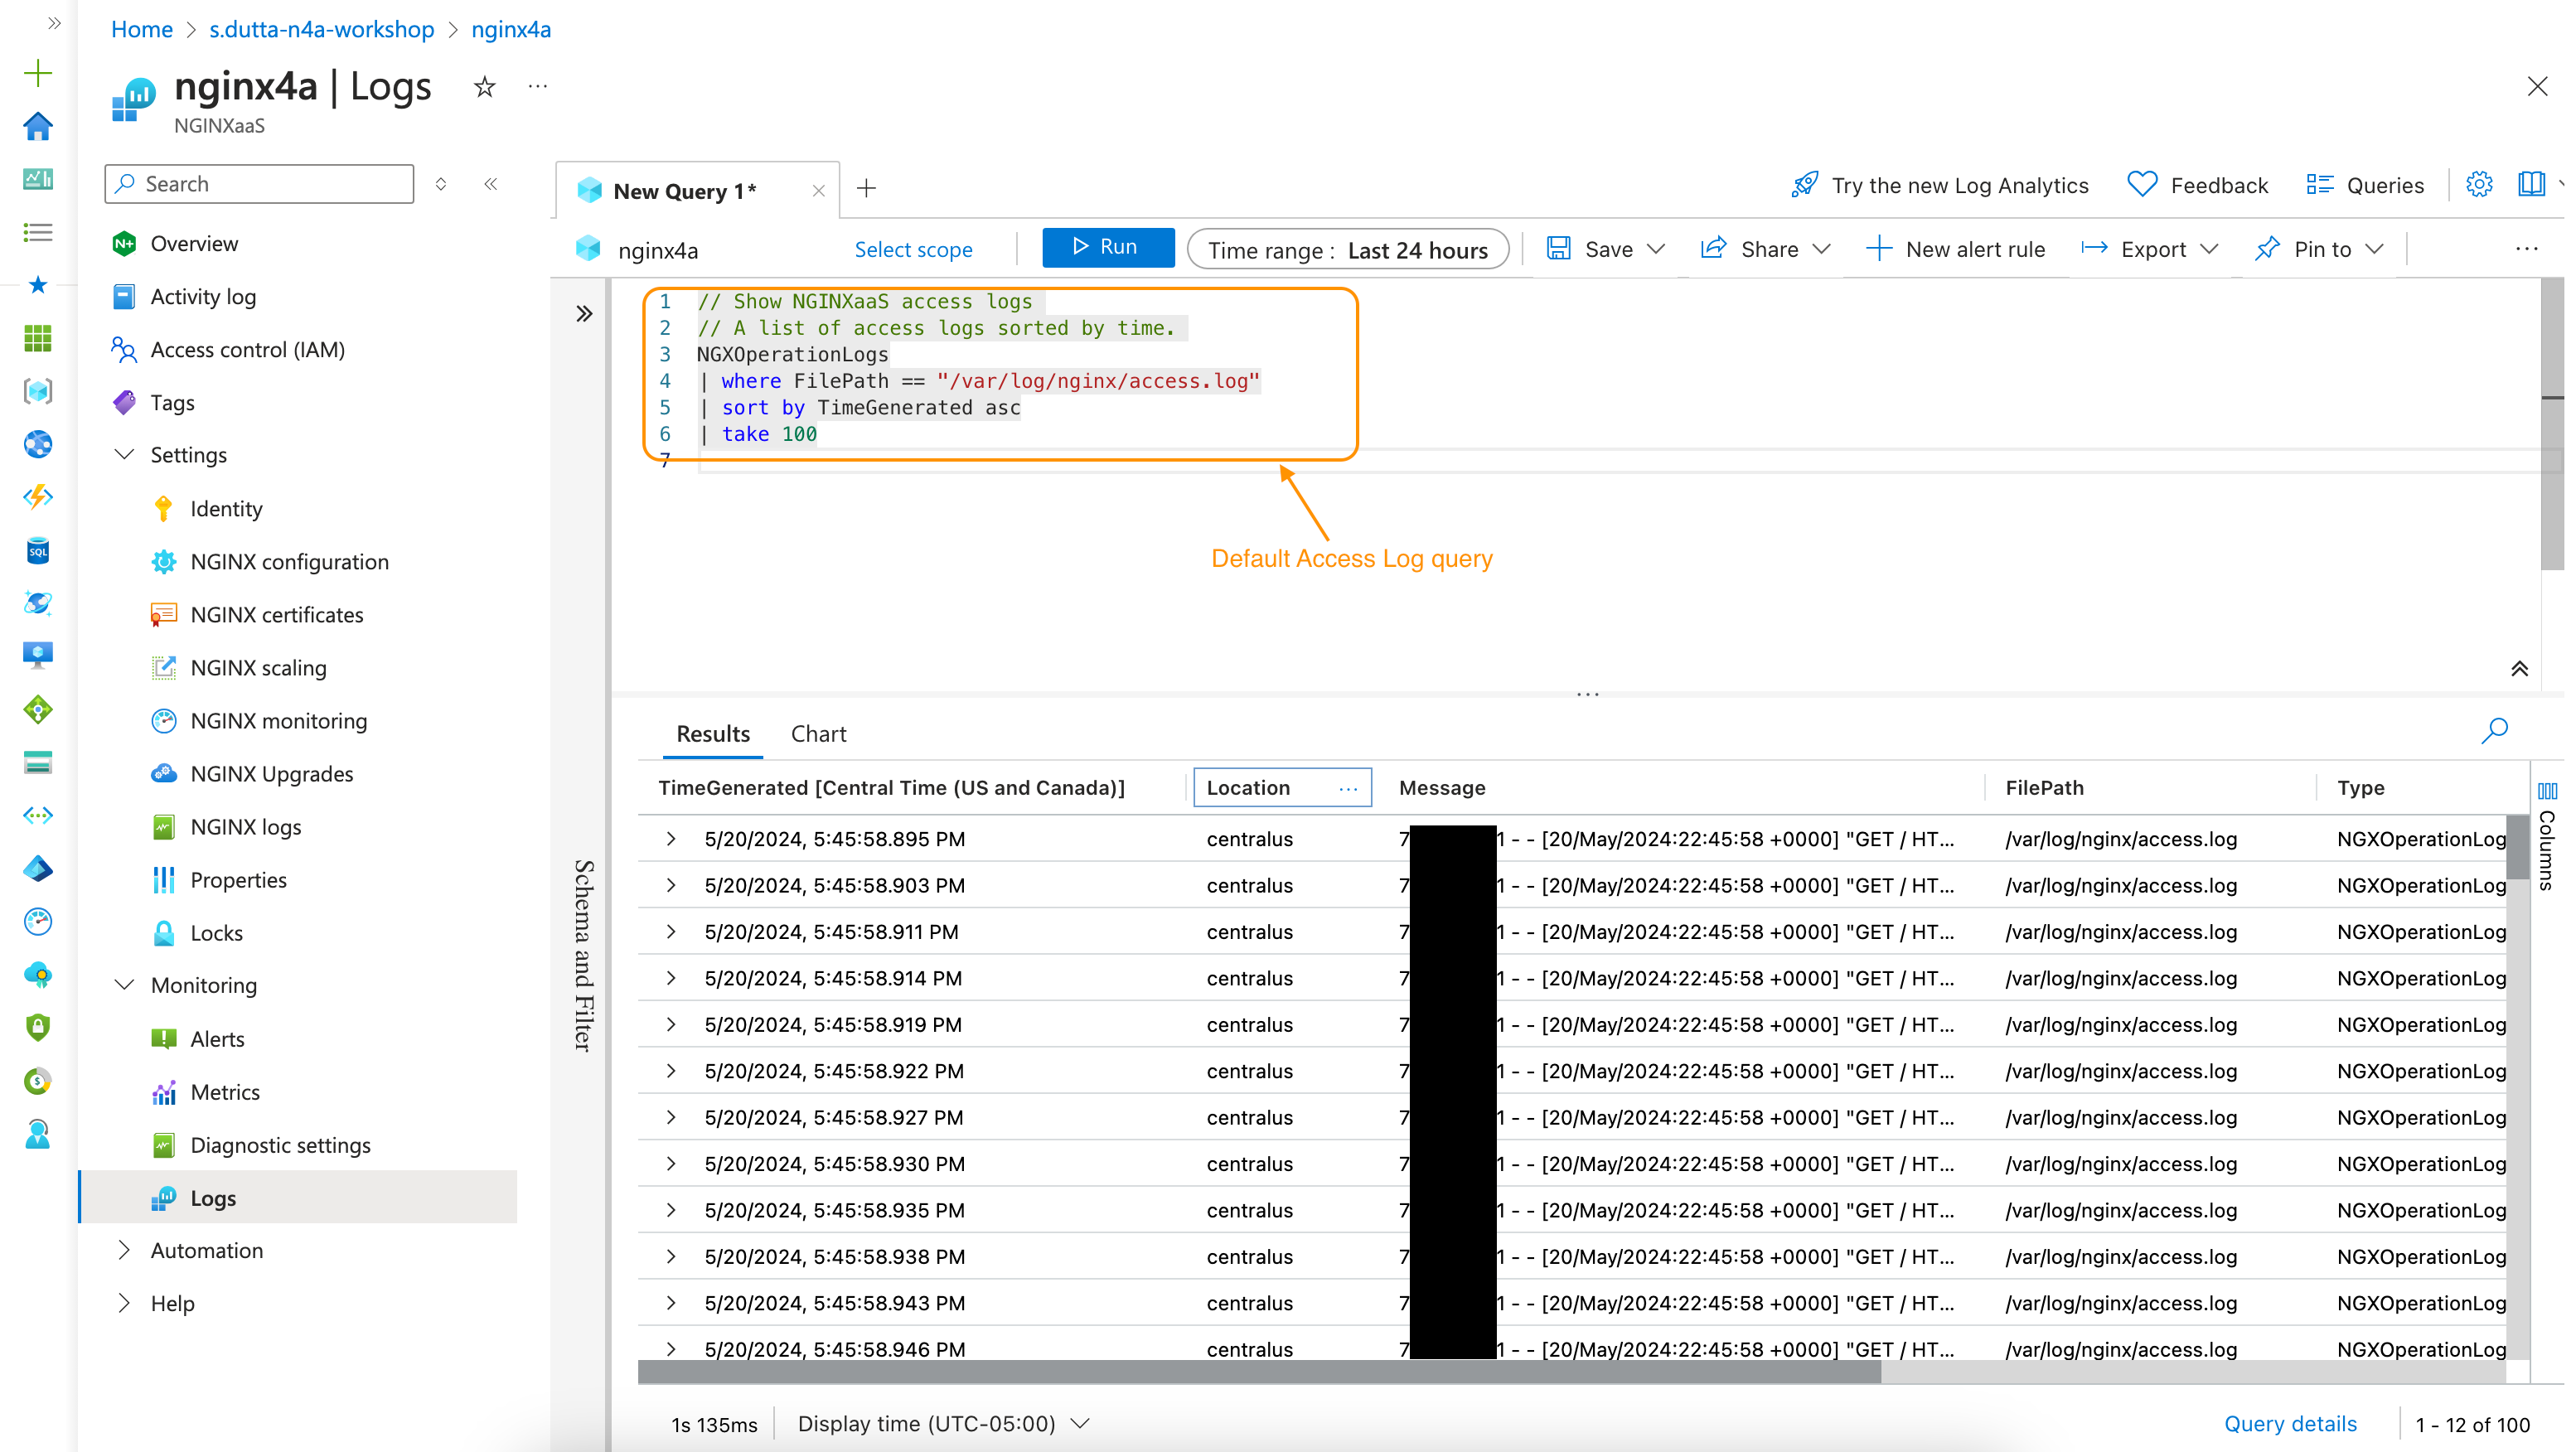 Home > s.dutta-n4a-workshop > nginx4a
nginx4a | Logs
NGINXaaS
Search
Overview
Activity log
Access control (IAM)
Tags
Settings
Identity
NGINX configuration
NGINX certificates
NGINX scaling
NGINX monitoring
NGINX Upgrades
NGINX logs
Properties
Locks
Monitoring
Alerts
Metrics
Diagnostic settings
Logs
Automation
Help
New Query 1*
Try the new Log Analytics
Feedback
Queries
nginx4a
Select scope
Run
Time range : Last 24 hours
Save
Share
New alert rule
Export
Pin to
1 // Show NGINXaaS access logs
2 // A list of access logs sorted by time.
3 NGXOperationLogs
4 | where FilePath == "/var/log/nginx/access.log"
5 | sort by TimeGenerated asc
6 | take 100
7
Default Access Log query
Schema and Filter
Results Chart
TimeGenerated [Central Time (US and Canada)] Location ... Message FilePath Type
5/20/2024, 5:45:58.895 PM centralus 7 1 - - [20/May/2024:22:45:58 +0000] "GET / HT... /var/log/nginx/access.log NGXOperationLog
5/20/2024, 5:45:58.903 PM centralus 7 1 - - [20/May/2024:22:45:58 +0000] "GET / HT... /var/log/nginx/access.log NGXOperationLog
5/20/2024, 5:45:58.911 PM centralus 7 1 - - [20/May/2024:22:45:58 +0000] "GET / HT... /var/log/nginx/access.log NGXOperationLog
5/20/2024, 5:45:58.914 PM centralus 7 1 - - [20/May/2024:22:45:58 +0000] "GET / HT... /var/log/nginx/access.log NGXOperationLog
5/20/2024, 5:45:58.919 PM centralus 7 1 - - [20/May/2024:22:45:58 +0000] "GET / HT... /var/log/nginx/access.log NGXOperationLog
5/20/2024, 5:45:58.922 PM centralus 7 1 - - [20/May/2024:22:45:58 +0000] "GET / HT... /var/log/nginx/access.log NGXOperationLog
5/20/2024, 5:45:58.927 PM centralus 7 1 - - [20/May/2024:22:45:58 +0000] "GET / HT... /var/log/nginx/access.log NGXOperationLog
5/20/2024, 5:45:58.930 PM centralus 7 1 - - [20/May/2024:22:45:58 +0000] "GET / HT... /var/log/nginx/access.log NGXOperationLog
5/20/2024, 5:45:58.935 PM centralus 7 1 - - [20/May/2024:22:45:58 +0000] "GET / HT... /var/log/nginx/access.log NGXOperationLog
5/20/2024, 5:45:58.938 PM centralus 7 1 - - [20/May/2024:22:45:58 +0000] "GET / HT... /var/log/nginx/access.log NGXOperationLog
5/20/2024, 5:45:58.943 PM centralus 7 1 - - [20/May/2024:22:45:58 +0000] "GET / HT... /var/log/nginx/access.log NGXOperationLog
5/20/2024, 5:45:58.946 PM centralus 7 1 - - [20/May/2024:22:45:58 +0000] "GET / HT... /var/log/nginx/access.log NGXOperationLog
Columns
1s 135ms
Display time (UTC-05:00)
Query details
1 - 12 of 100
SQL
N+